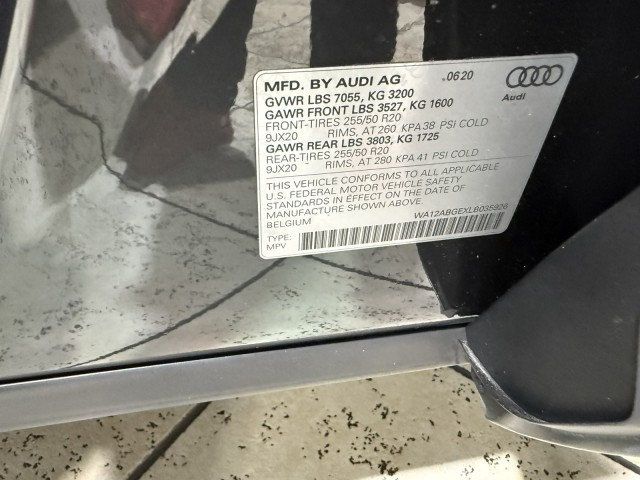 MFD. BY AUDI AG 0620
GVWR LBS 7055, KG 3200
GAWR FRONT LBS 3527, KG 1600
FRONT-TIRES 255/50 R20
9JX20 RIMS, AT 260 KPA 38 PSI COLD
GAWR REAR LBS 3803, KG 1725
REAR-TIRES 255/50 R20
9JX20 RIMS, AT 280 KPA 41 PSI COLD
Audi
THIS VEHICLE CONFORMS TO ALL APPLICABLE
U.S. FEDERAL MOTOR VEHICLE SAFETY
STANDARDS IN EFFECT ON THE DATE OF
MANUFACTURE SHOWN ABOVE.
BELGIUM WA12ABGEXLB035926
TYPE:
MPV